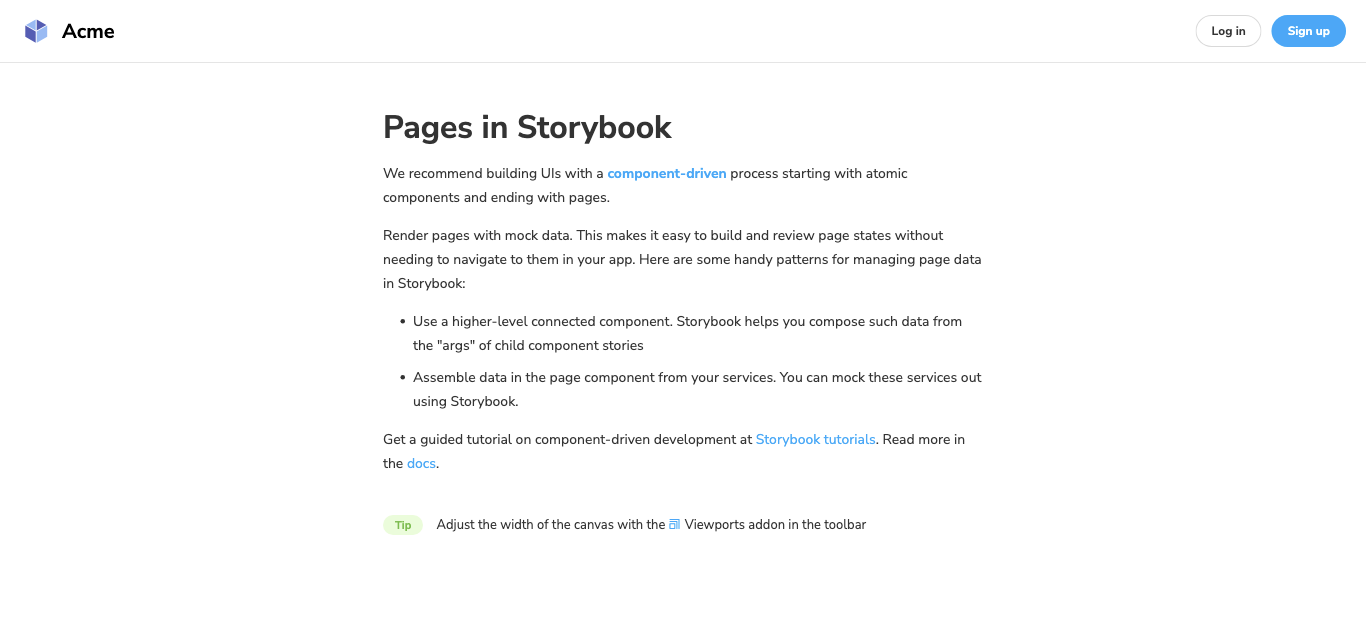 Acme
Log in
Sign up
Pages in Storybook
We recommend building UIs with a component-driven process starting with atomic
components and ending with pages.
Render pages with mock data. This makes it easy to build and review page states without
needing to navigate to them in your app. Here are some handy patterns for managing page data
in Storybook:
• Use a higher-level connected component. Storybook helps you compose such data from
the "args" of child component stories
• Assemble data in the page component from your services. You can mock these services out
using Storybook.
Get a guided tutorial on component-driven development at Storybook tutorials. Read more in
the docs.
Tip Adjust the width of the canvas with the Viewports addon in the toolbar